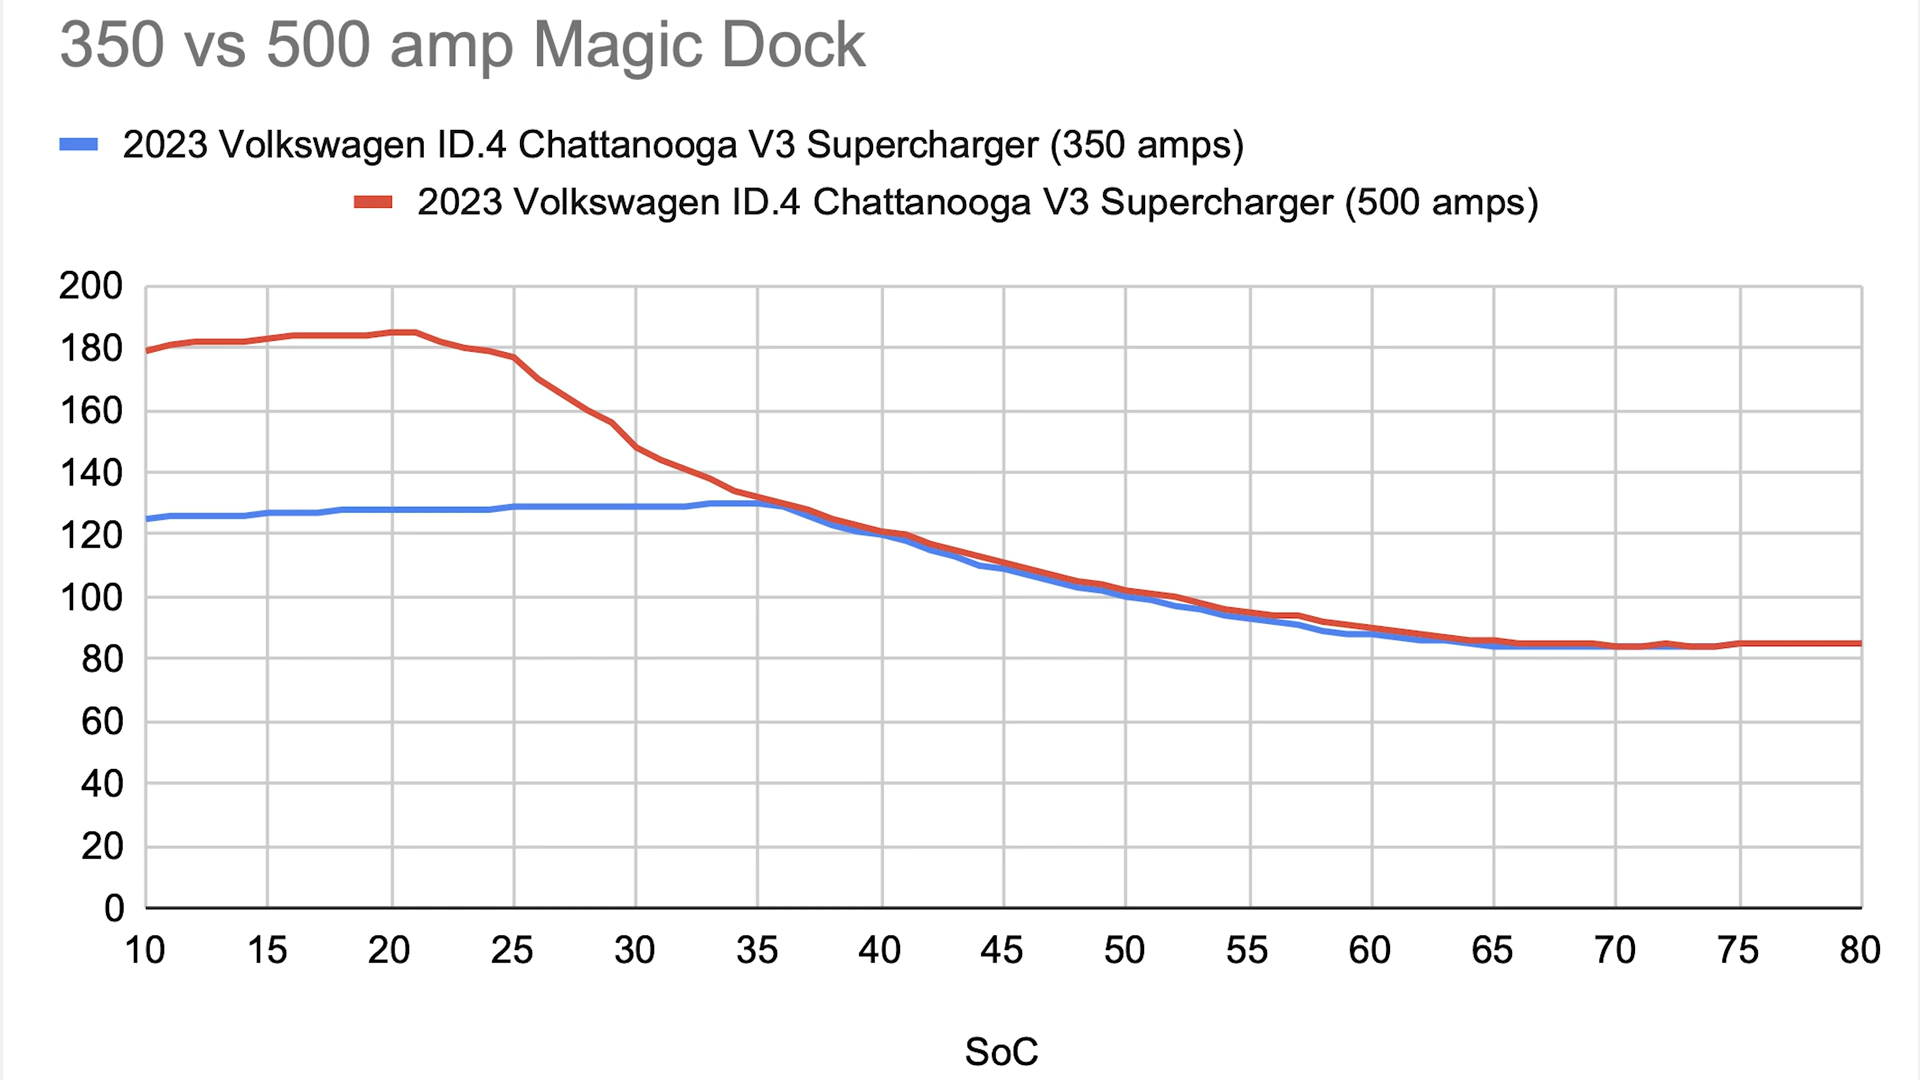 350 vs 500 amp Magic Dock
2023 Volkswagen ID.4 Chattanooga V3 Supercharger (350 amps)
2023 Volkswagen ID.4 Chattanooga V3 Supercharger (500 amps)
200
180
160
140
120
100
80
60
40
20
0
10 15 20 25 30 35 40 45 50 55 60 65 70 75 80
SoC